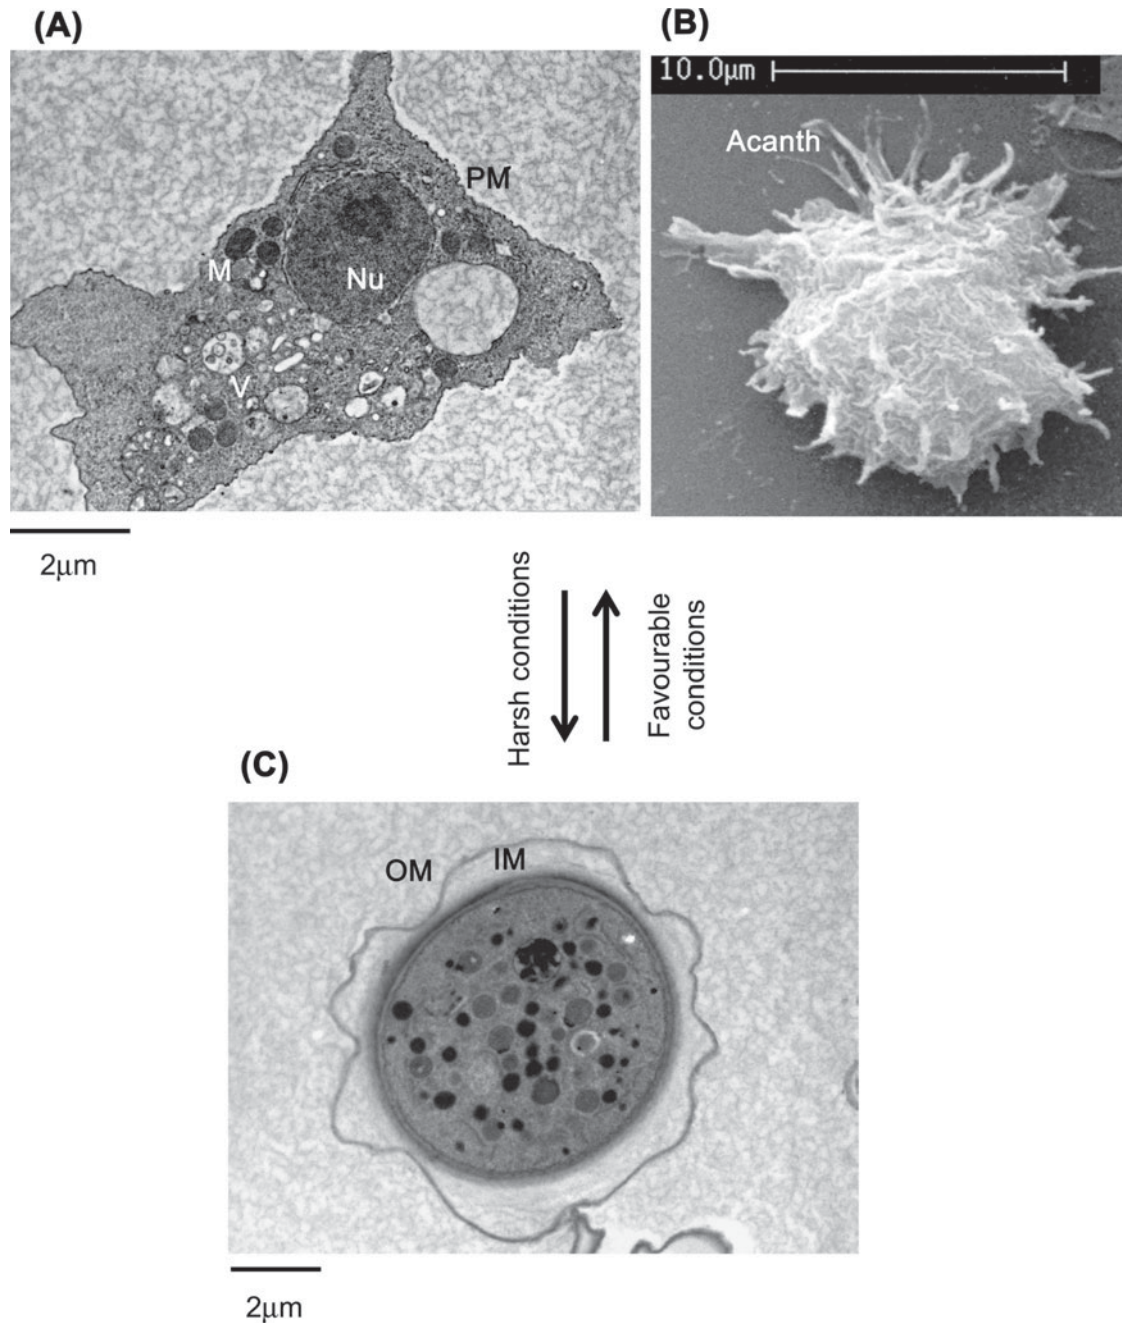 (A)
(B)
10.0μm
Acanth
PM
M
Nu
V
2μm
Harsh conditions
Favourable
conditions
(C)
OM
IM
2μm